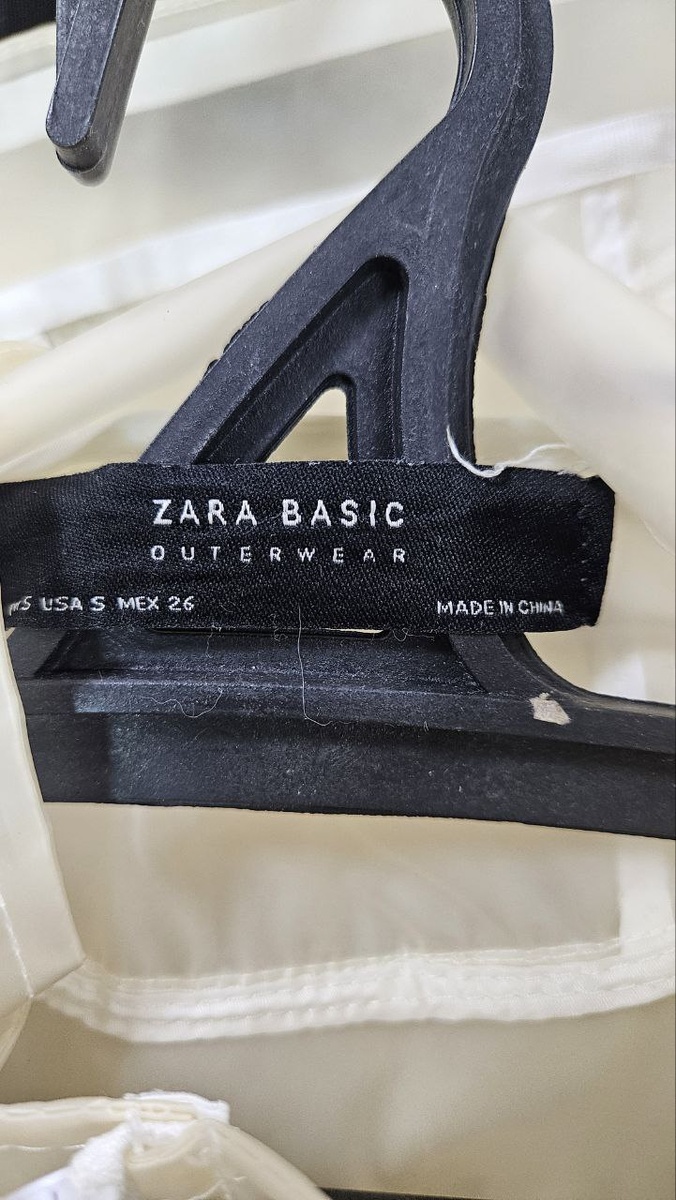 ZARA BASIC
OUTERWEAR
S USA S MEX 26 MADE IN CHINA